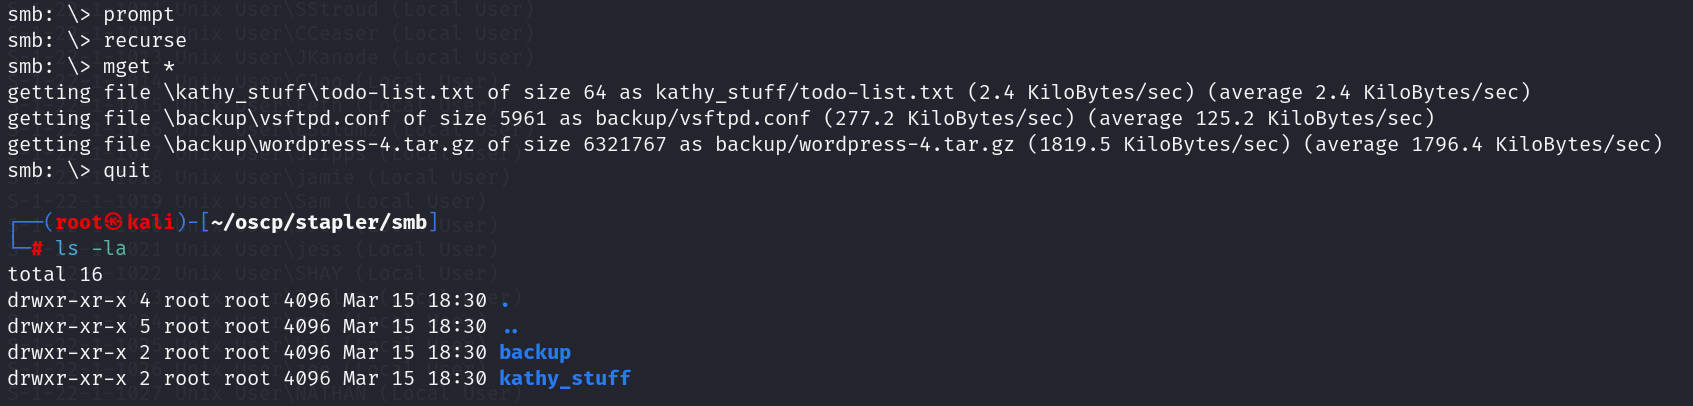 smb: \> prompt
smb: \> recurse
smb: \> mget *
getting file \kathy_stuff\todo-list.txt of size 64 as kathy_stuff/todo-list.txt (2.4 KiloBytes/sec) (average 2.4 KiloBytes/sec)
getting file \backup\vsftpd.conf of size 5961 as backup/vsftpd.conf (277.2 KiloBytes/sec) (average 125.2 KiloBytes/sec)
getting file \backup\wordpress-4.tar.gz of size 6321767 as backup/wordpress-4.tar.gz (1819.5 KiloBytes/sec) (average 1796.4 KiloBytes/sec)
smb: \> quit
┌──(root㉿kali)-[~/oscp/stapler/smb]
└─# ls -la
total 16
drwxr-xr-x 4 root root 4096 Mar 15 18:30 .
drwxr-xr-x 5 root root 4096 Mar 15 18:30 ..
drwxr-xr-x 2 root root 4096 Mar 15 18:30 backup
drwxr-xr-x 2 root root 4096 Mar 15 18:30 kathy_stuff